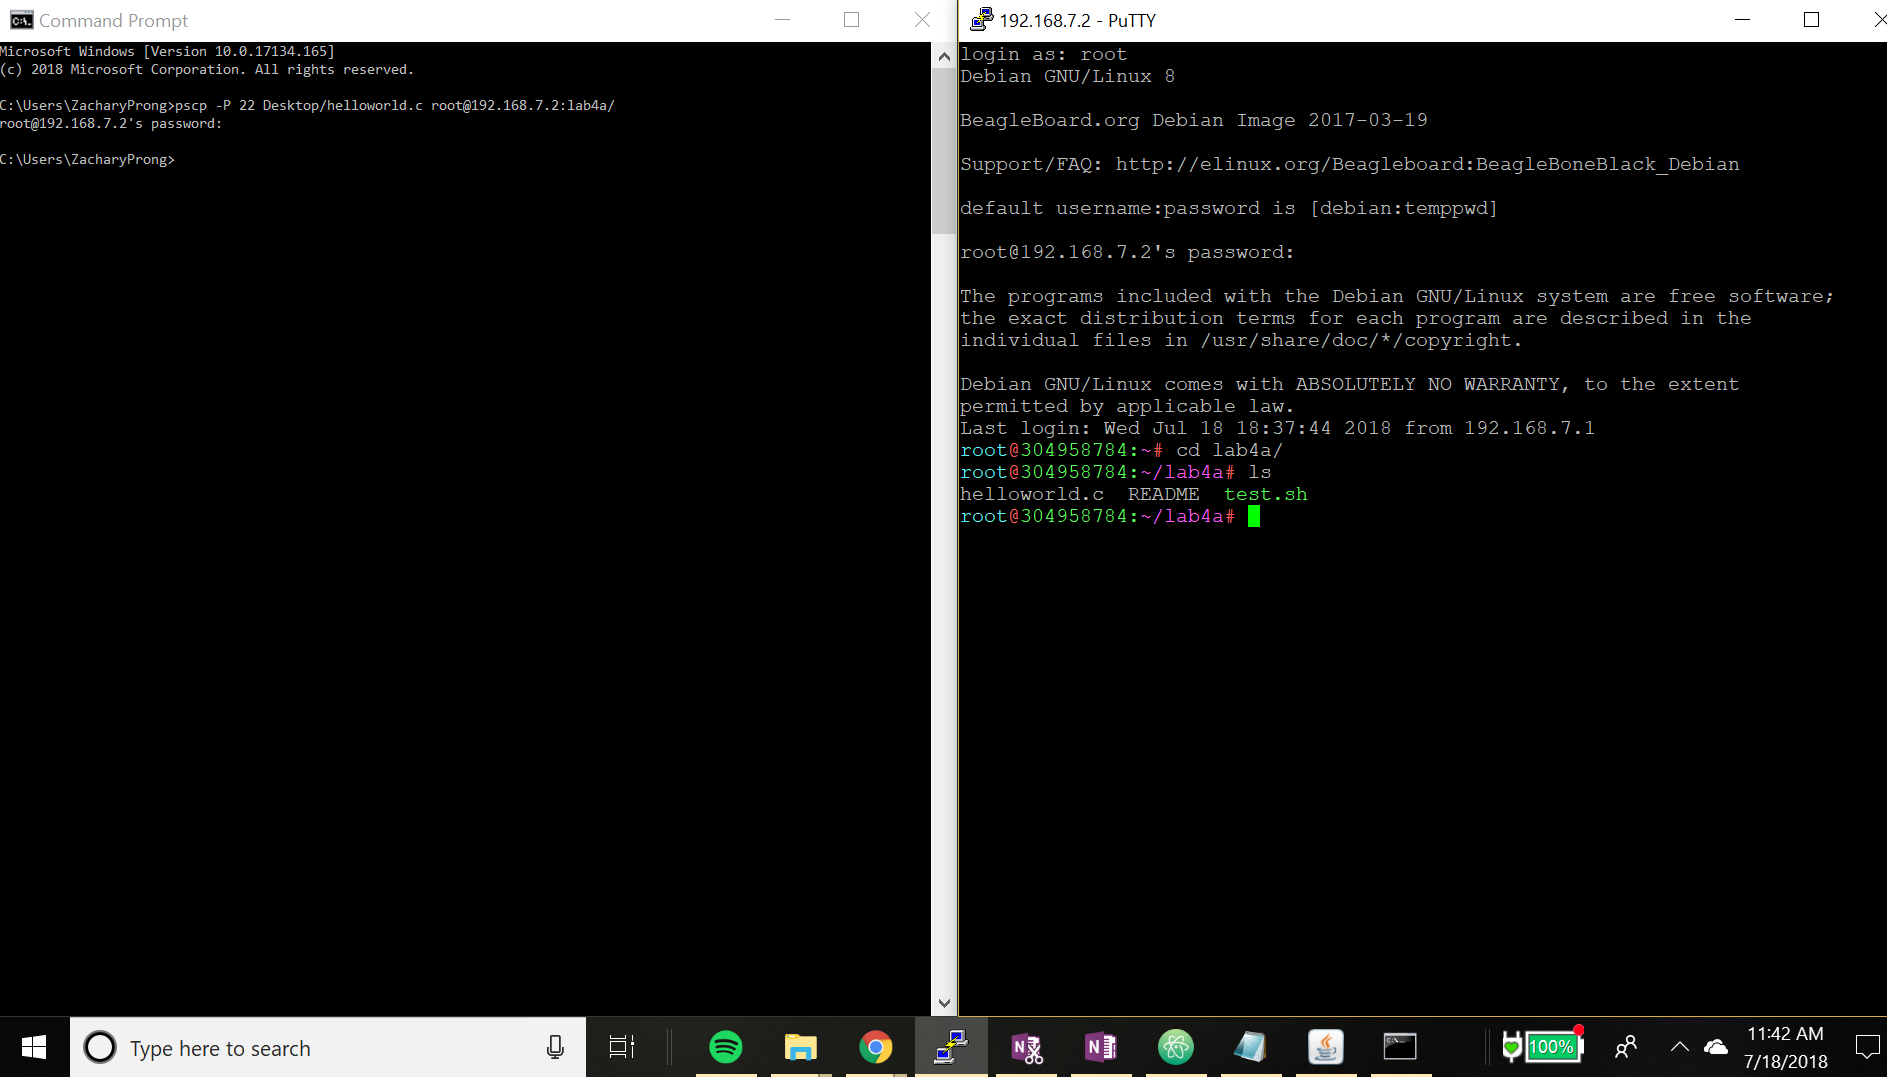 Command Prompt
Microsoft Windows [Version 10.0.17134.165]
(c) 2018 Microsoft Corporation. All rights reserved.
C:\Users\ZacharyProng>pscp -P 22 Desktop/helloworld.c root@192.168.7.2:lab4a/
root@192.168.7.2's password:
C:\Users\ZacharyProng>
192.168.7.2 - PuTTY
login as: root
Debian GNU/Linux 8
BeagleBoard.org Debian Image 2017-03-19
Support/FAQ: http://elinux.org/Beagleboard:BeagleBoneBlack_Debian
default username:password is [debian:temppwd]
root@192.168.7.2's password:
The programs included with the Debian GNU/Linux system are free software;
the exact distribution terms for each program are described in the
individual files in /usr/share/doc/*/copyright.
Debian GNU/Linux comes with ABSOLUTELY NO WARRANTY, to the extent
permitted by applicable law.
Last login: Wed Jul 18 18:37:44 2018 from 192.168.7.1
root@304958784:~# cd lab4a/
root@304958784:~/lab4a# ls
helloworld.c  README  test.sh
root@304958784:~/lab4a#
Type here to search
100%
11:42 AM
7/18/2018